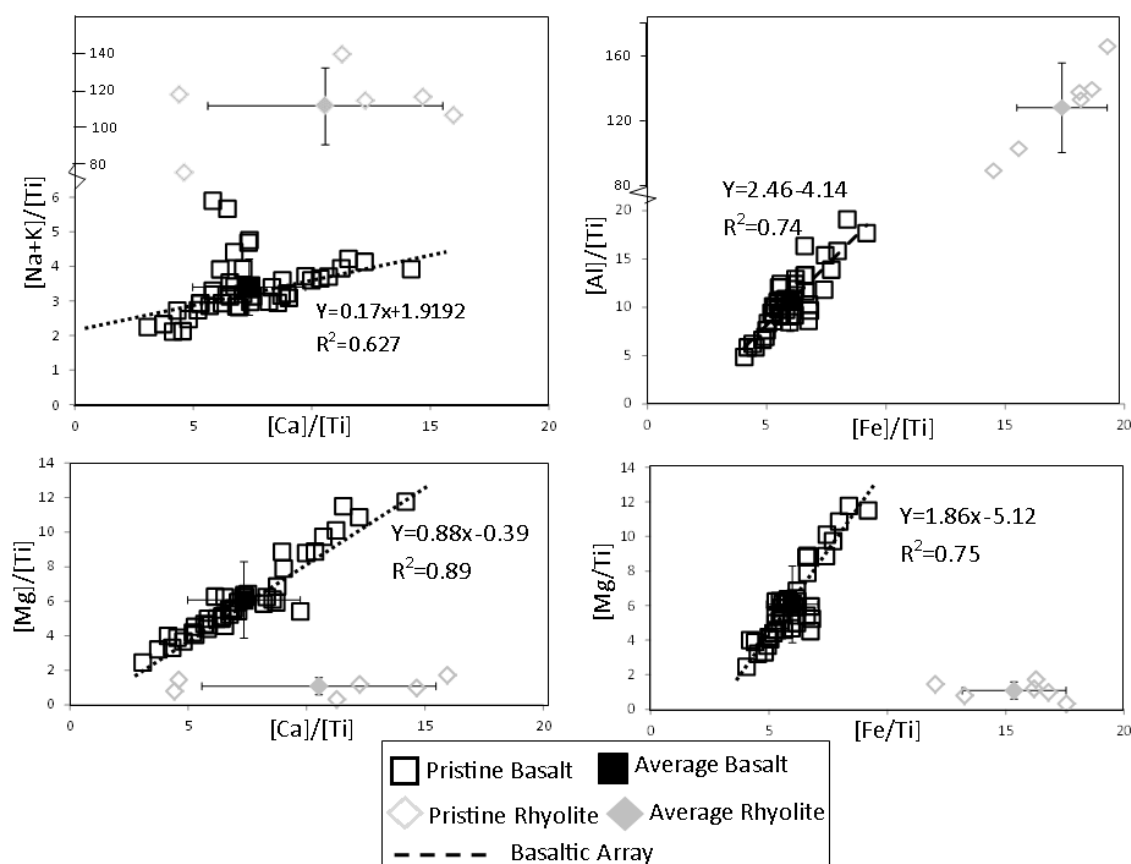 140
120
100
80
6
5
4
3
2
1
0
[Na+K]/[Ti]
Y=0.17x+1.9192
R²=0.627
0
5
15
20
[Ca]/[Ti]
160
130
80
20
15
10
5
0
[Al]/[Ti]
Y=2.46-4.14
R²=0.74
0
5
15
20
[Fe]/[Ti]
14
12
10
8
6
4
2
0
[Mg]/[Ti]
Y=0.88x-0.39
R²=0.89
0
5
15
20
[Ca]/[Ti]
14
12
10
8
6
4
2
0
[Mg/Ti]
Y=1.86x-5.12
R²=0.75
0
5
15
20
[Fe/Ti]
Pristine Basalt Average Basalt
Pristine Rhyolite Average Rhyolite
Basaltic Array